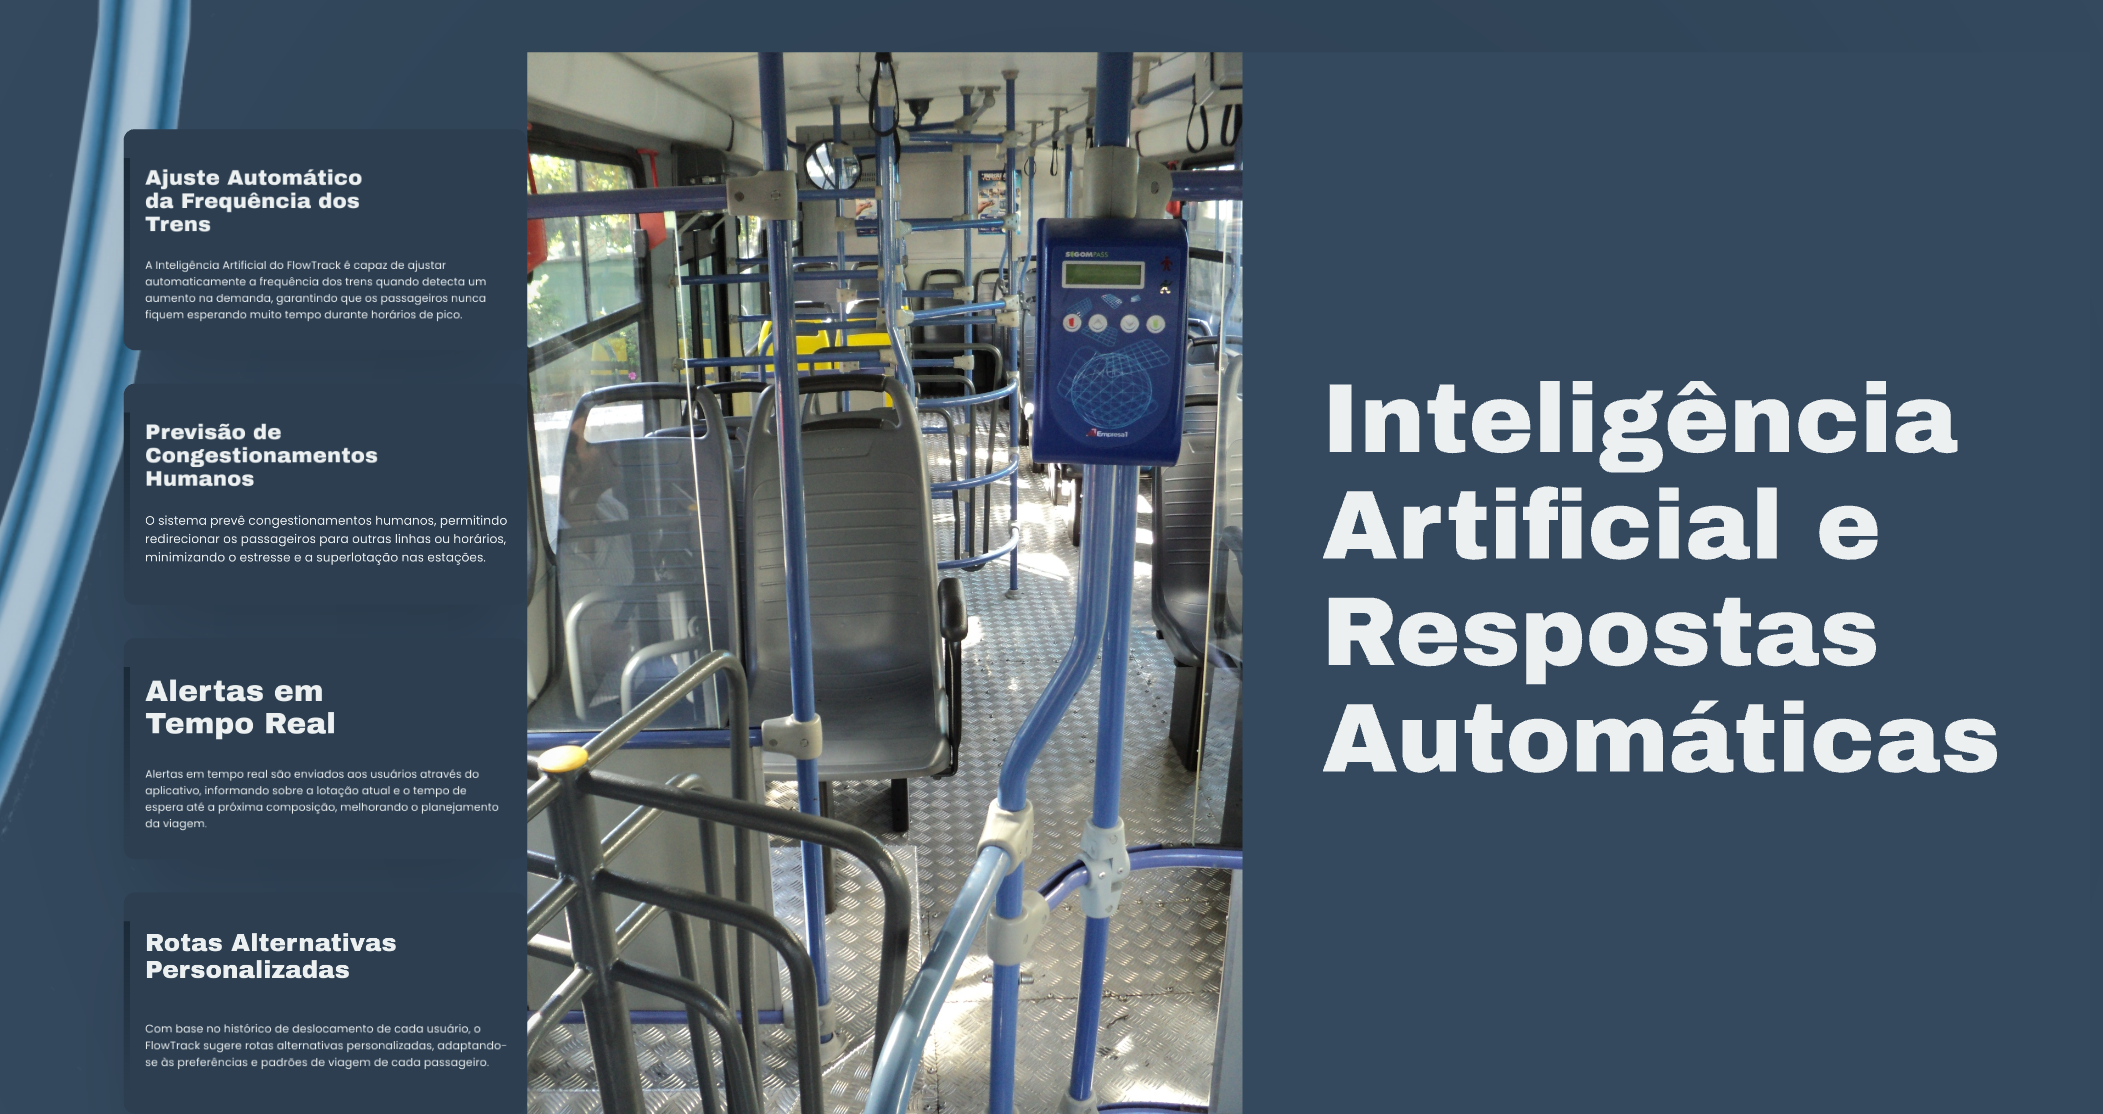 Ajuste Automático
da Frequência dos
Trens
A Inteligência Artificial do FlowTrack é capaz de ajustar
automaticamente a frequência dos trens quando detecta um
aumento na demanda, garantindo que os passageiros nunca
fiquem esperando muito tempo durante horários de pico.
Previsão de
Congestionamentos
Humanos
O sistema prevê congestionamentos humanos, permitindo
redirecionar os passageiros para outras linhas ou horários,
minimizando o estresse e a superlotação nas estações.
Alertas em
Tempo Real
Alertas em tempo real são enviados aos usuários através do
aplicativo, informando sobre a lotação atual e o tempo de
espera até a próxima composição, melhorando o planejamento
da viagem.
Rotas Alternativas
Personalizadas
Com base no histórico de deslocamento de cada usuário, o
FlowTrack sugere rotas alternativas personalizadas, adaptando-
se às preferências e padrões de viagem de cada passageiro.
SEGOMPASS
Empresa1
Inteligência
Artificial e
Respostas
Automáticas